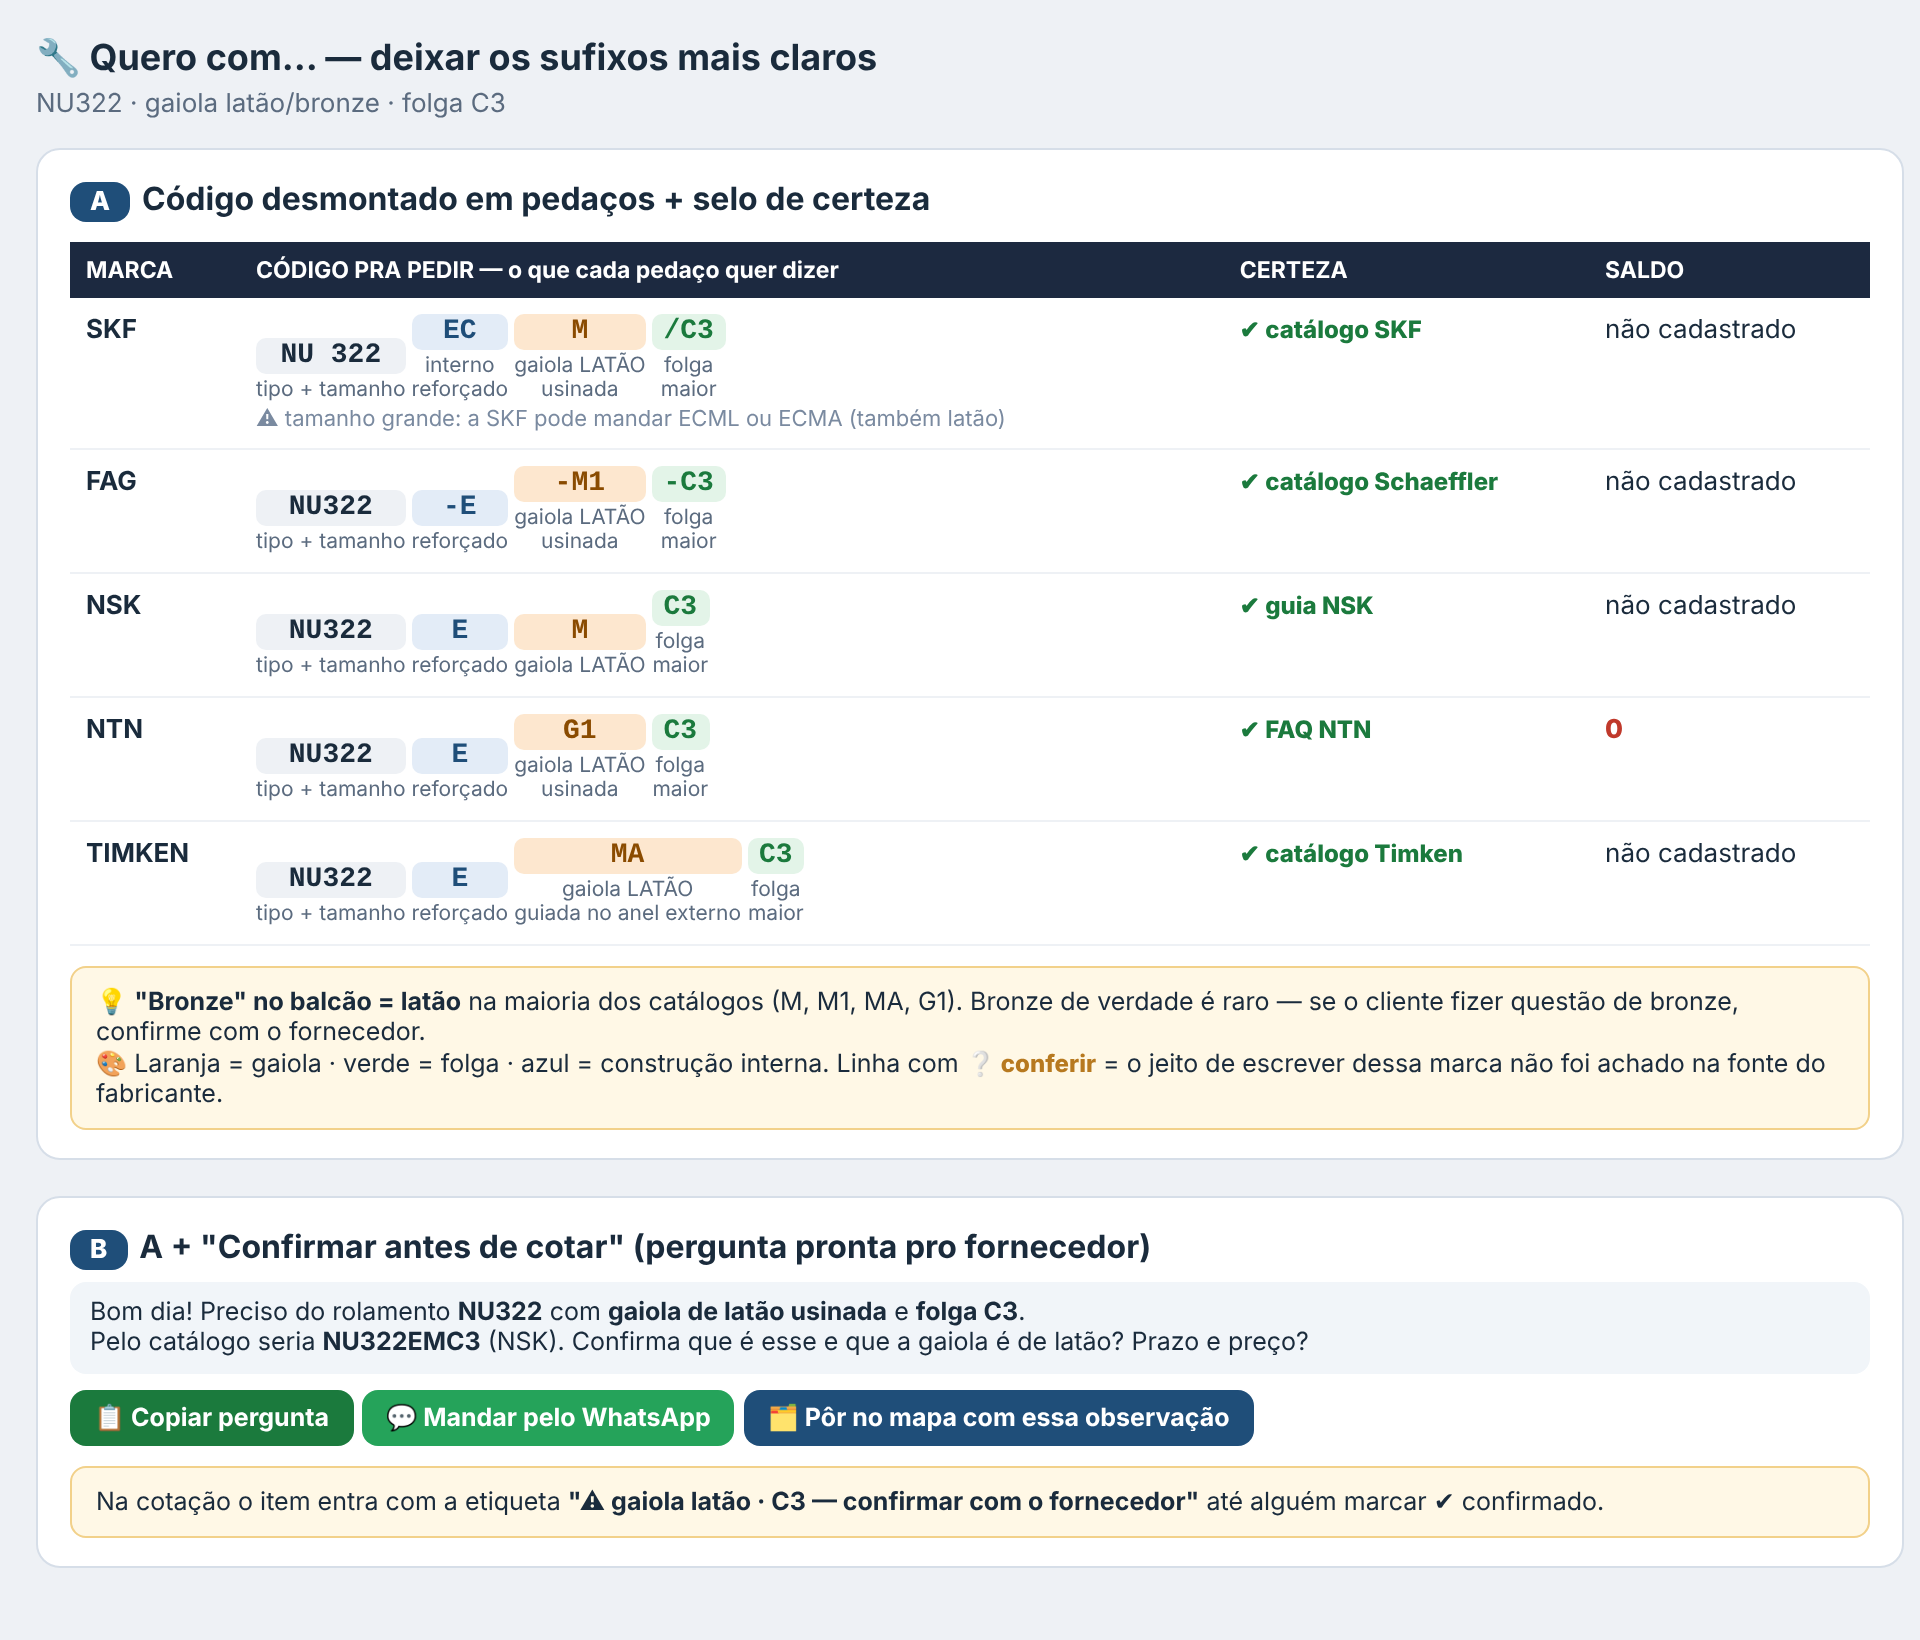 🔧 Quero com... — deixar os sufixos mais claros
NU322 · gaiola latão/bronze · folga C3
A Código desmontado em pedaços + selo de certeza
MARCA CÓDIGO PRA PEDIR — o que cada pedaço quer dizer CERTEZA SALDO
SKF NU 322 EC M /C3 ✔ catálogo SKF não cadastrado
tipo + tamanho interno reforçado gaiola LATÃO usinada folga maior
⚠ tamanho grande: a SKF pode mandar ECML ou ECMA (também latão)
FAG NU322 -E -M1 -C3 ✔ catálogo Schaeffler não cadastrado
tipo + tamanho reforçado gaiola LATÃO usinada folga maior
NSK NU322 E M C3 ✔ guia NSK não cadastrado
tipo + tamanho reforçado gaiola LATÃO folga maior
NTN NU322 E G1 C3 ✔ FAQ NTN 0
tipo + tamanho reforçado gaiola LATÃO usinada folga maior
TIMKEN NU322 E MA C3 ✔ catálogo Timken não cadastrado
tipo + tamanho reforçado gaiola LATÃO guiada no anel externo folga maior
💡 "Bronze" no balcão = latão na maioria dos catálogos (M, M1, MA, G1). Bronze de verdade é raro — se o cliente fizer questão de bronze,
confirme com o fornecedor.
🎨 Laranja = gaiola · verde = folga · azul = construção interna. Linha com ❔ conferir = o jeito de escrever dessa marca não foi achado na fonte do
fabricante.
B A + "Confirmar antes de cotar" (pergunta pronta pro fornecedor)
Bom dia! Preciso do rolamento NU322 com gaiola de latão usinada e folga C3.
Pelo catálogo seria NU322EMC3 (NSK). Confirma que é esse e que a gaiola é de latão? Prazo e preço?
📋 Copiar pergunta 💬 Mandar pelo WhatsApp 🗂️ Pôr no mapa com essa observação
Na cotação o item entra com a etiqueta "⚠ gaiola latão · C3 — confirmar com o fornecedor" até alguém marcar ✔ confirmado.